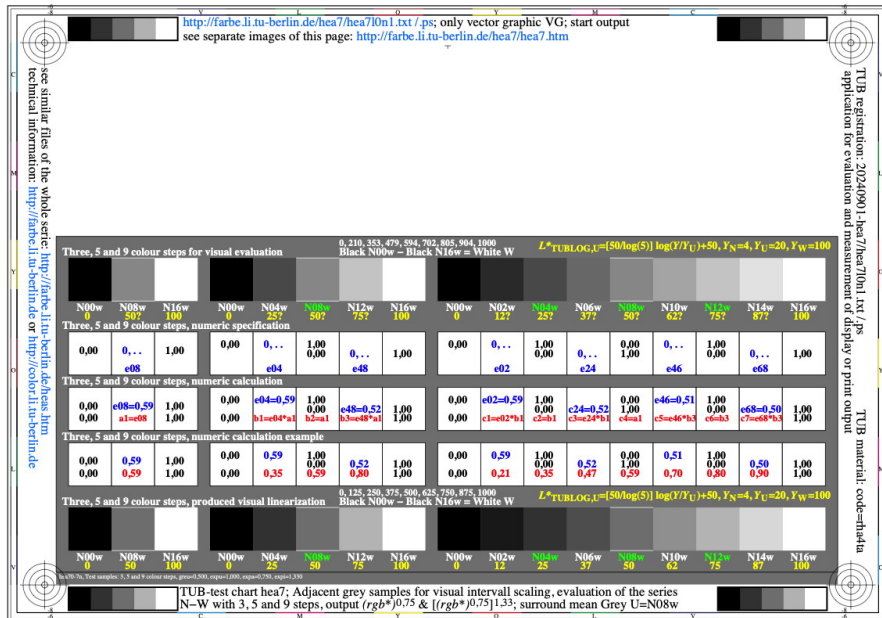 http://farbe.li.tu-berlin.de/hea7/hea7l0n1.txt /.ps; only vector graphic VG; start output
see separate images of this page: http://farbe.li.tu-berlin.de/hea7/hea7.htm
see similar files of the whole serie: http://farbe.li.tu-berlin.de/heas.htm
technical information: http://farbe.li.tu-berlin.de or http://color.li.tu-berlin.de
TUB registration: 20240901-hea7/hea7l0n1.txt /.ps
application for evaluation and measurement of display or print output
TUB material: code=rha4ta
Three, 5 and 9 colour steps for visual evaluation
0, 210, 353, 479, 594, 702, 805, 904, 1000
Black N00w – Black N16w = White W
L*TUBLOG,U=[50/log(5)] log(Y/YU)+50, YN=4, YU=20, YW=100
N00w N08w N16w N00w N04w N08w N12w N16w N00w N02w N04w N06w N08w N10w N12w N14w N16w
0 50? 100 0 25? 50? 75? 100 0 12? 25? 37? 50? 62? 75? 87? 100
Three, 5 and 9 colour steps, numeric specification
0, . . 0, . . 1,00 0, . . 1,00 0, . . 1,00 0, . .
0,00 1,00 0,00 0,00 0, . . 1,00 0,00 0,00 0, . . 0,00 0,00 0, . . 1,00
e08 e04 e48 e02 e24 e46 e68
Three, 5 and 9 colour steps, numeric calculation
e04=0,59 1,00 e02=0,59 1,00 1,00 e46=0,51 1,00
0,00 e08=0,59 1,00 0,00 0,00 e48=0,52 1,00 0,00 0,00 c24=0,52 0,00 0,00 e68=0,50 1,00
0,00 a1=e08 1,00 0,00 b1=e04*a1 b2=a1 b3=e48*a1 1,00 0,00 c1=e02*b1 c2=b1 c3=e24*b1 c4=a1 c5=e46*b3 c6=b3 c7=e68*b3 1,00
Three, 5 and 9 colour steps, numeric calculation example
0,59 1,00 0,59 1,00 1,00 0,51 1,00
0,00 0,59 1,00 0,00 0,00 0,52 1,00 0,00 0,00 0,52 0,00 0,00 0,50 1,00
0,00 0,59 1,00 0,00 0,35 0,59 0,80 1,00 0,00 0,21 0,35 0,47 0,59 0,70 0,80 0,90 1,00
Three, 5 and 9 colour steps, produced visual linearization
0, 125, 250, 375, 500, 625, 750, 875, 1000
Black N00w – Black N16w = White W
L*TUBLOG,U=[50/log(5)] log(Y/YU)+50, YN=4, YU=20, YW=100
N00w N08w N16w N00w N04w N08w N12w N16w N00w N02w N04w N06w N08w N10w N12w N14w N16w
0 50 100 0 25 50 75 100 0 12 25 37 50 62 75 87 100
TUB-test chart hea7; Adjacent grey samples for visual intervall scaling, evaluation of the series
N–W with 3, 5 and 9 steps, output (rgb*)0,75 & [(rgb*)0,75]1,33; surround mean Grey U=N08w